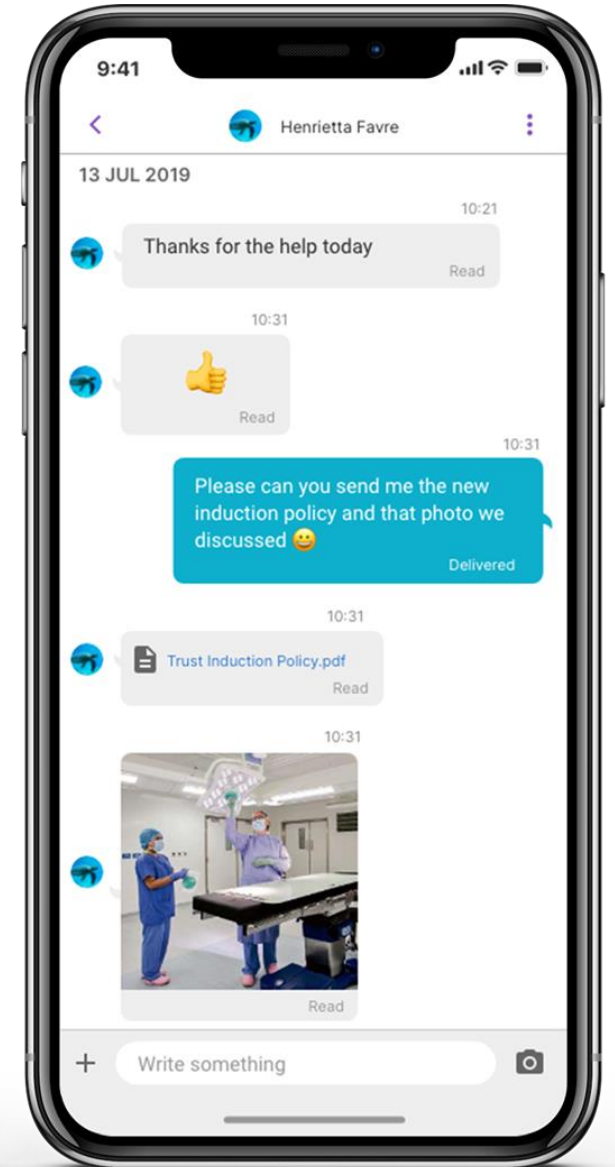 9:41
Henrietta Favre
13 JUL 2019
10:21
Thanks for the help today
Read
10:31
👍
Read
10:31
Please can you send me the new
induction policy and that photo we
discussed 😀
Delivered
10:31
Trust Induction Policy.pdf
Read
10:31
Read
Write something